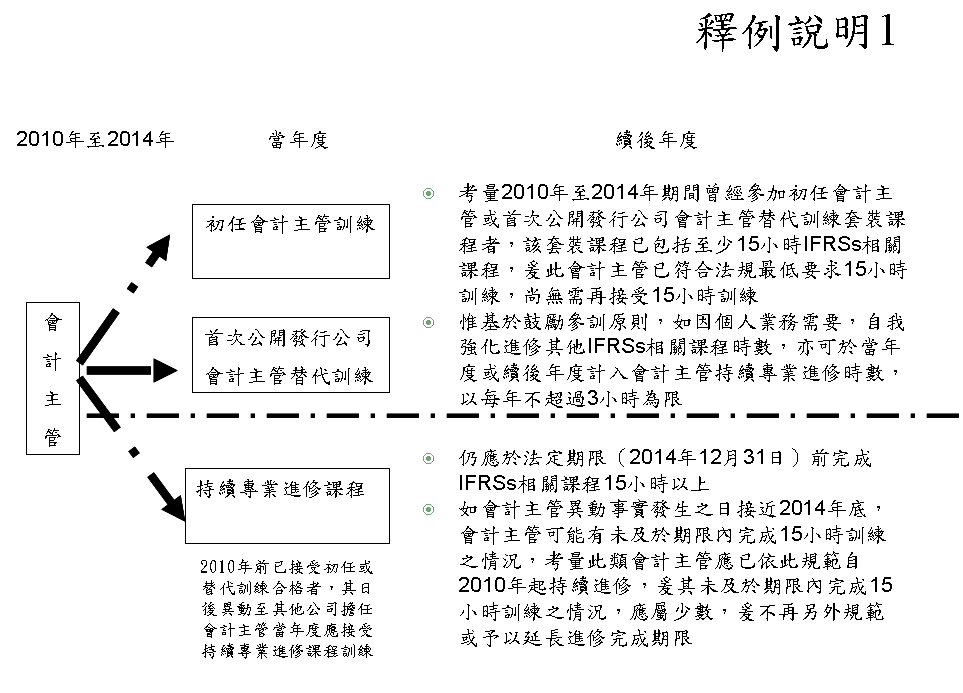 釋例說明1
2010年至2014年
當年度
續後年度
會
計
主
管
初任會計主管訓練
首次公開發行公司
會計主管替代訓練
◉ 考量2010年至2014年期間曾經參加初任會計主
管或首次公開發行公司會計主管替代訓練套裝課
程者，該套裝課程已包括至少15小時IFRSs相關
課程，爰此會計主管已符合法規最低要求15小時
訓練，尚無需再接受15小時訓練
◉ 惟基於鼓勵參訓原則，如因個人業務需要，自我
強化進修其他IFRSs相關課程時數，亦可於當年
度或續後年度計入會計主管持續專業進修時數，
以每年不超過3小時為限
持續專業進修課程
2010年前已接受初任或
替代訓練合格者，其日
後異動至其他公司擔任
會計主管當年度應接受
持續專業進修課程訓練
◉ 仍應於法定期限（2014年12月31日）前完成
IFRSs相關課程15小時以上
◉ 如會計主管異動事實發生之日接近2014年底，
會計主管可能有未及於期限內完成15小時訓練
之情況，考量此類會計主管應已依此規範自
2010年起持續進修，爰其未及於期限內完成15
小時訓練之情況，應屬少數，爰不再另外規範
或予以延長進修完成期限